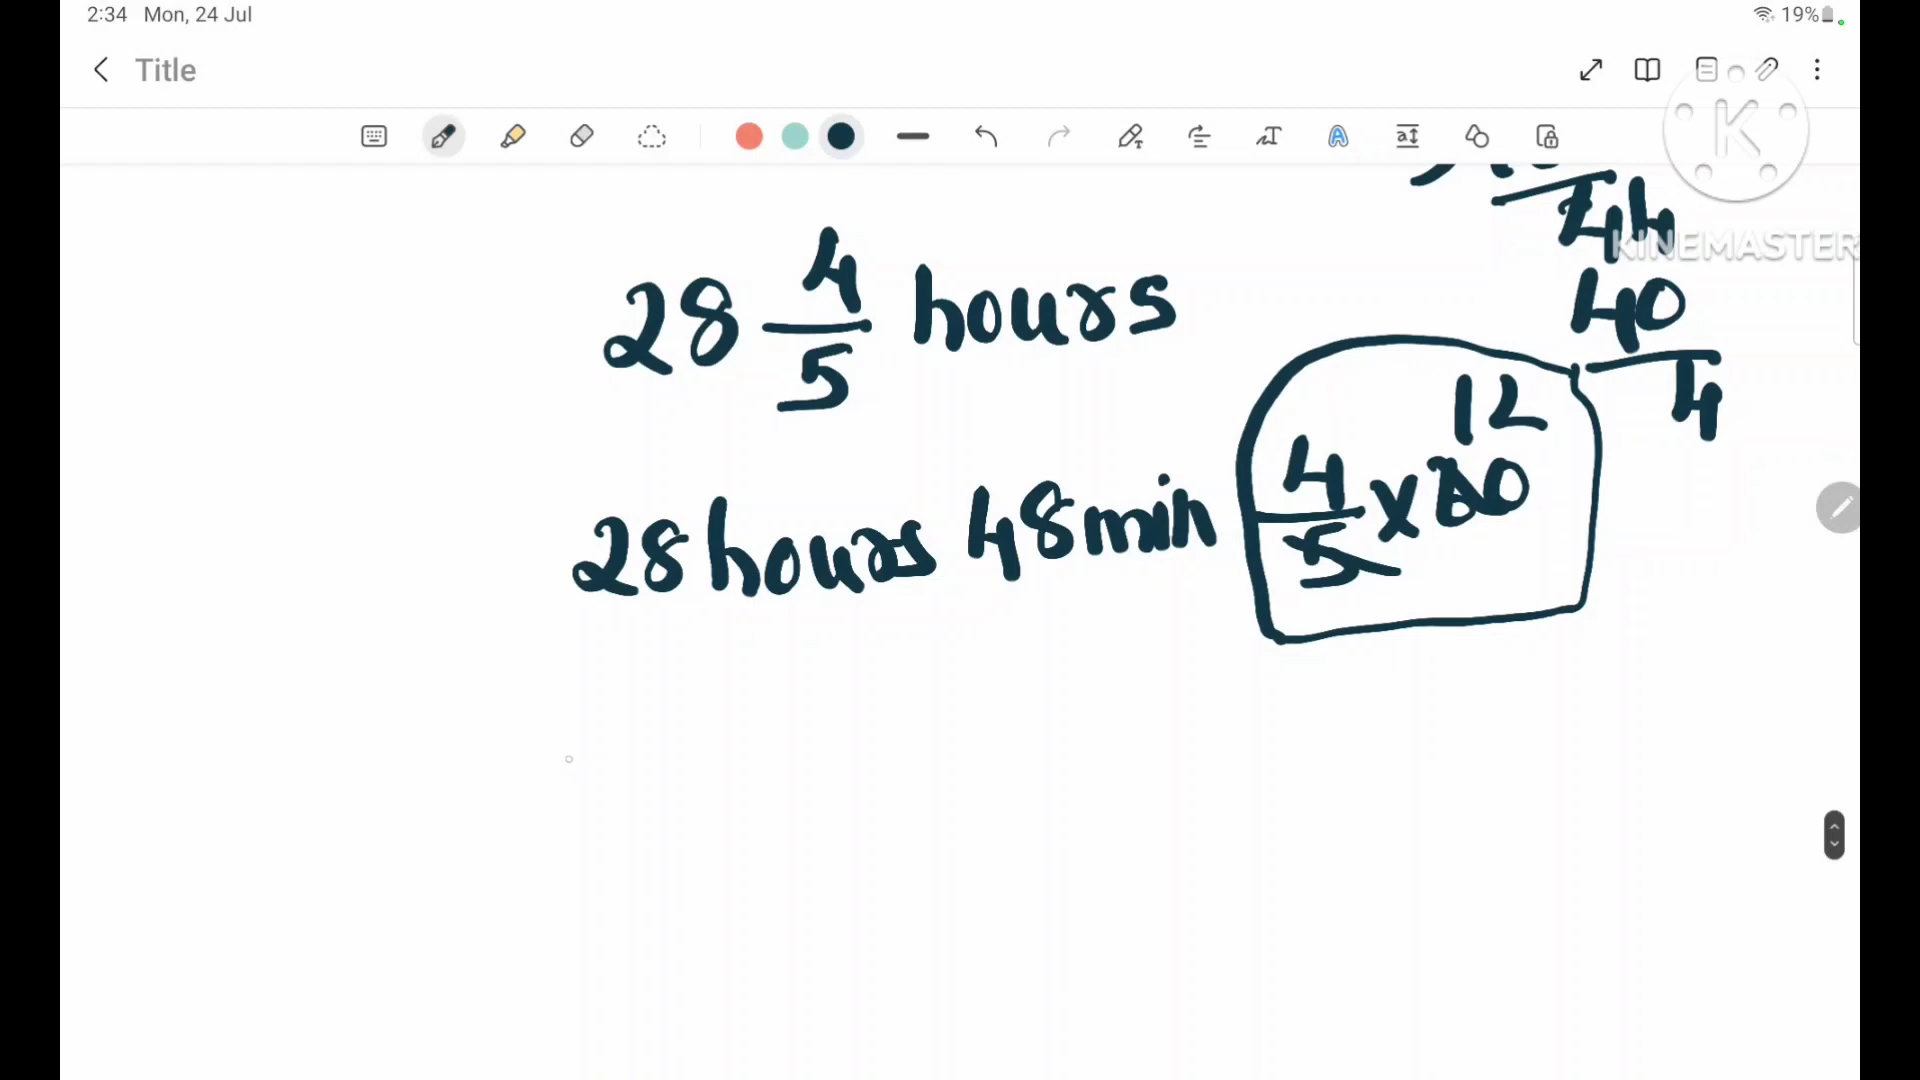 2:34 Mon, 24 Jul
19%
Title
K
KINEMASTER
44
40
4
28 4/5 hours
12
28 hours 48 min 4/5 x 60